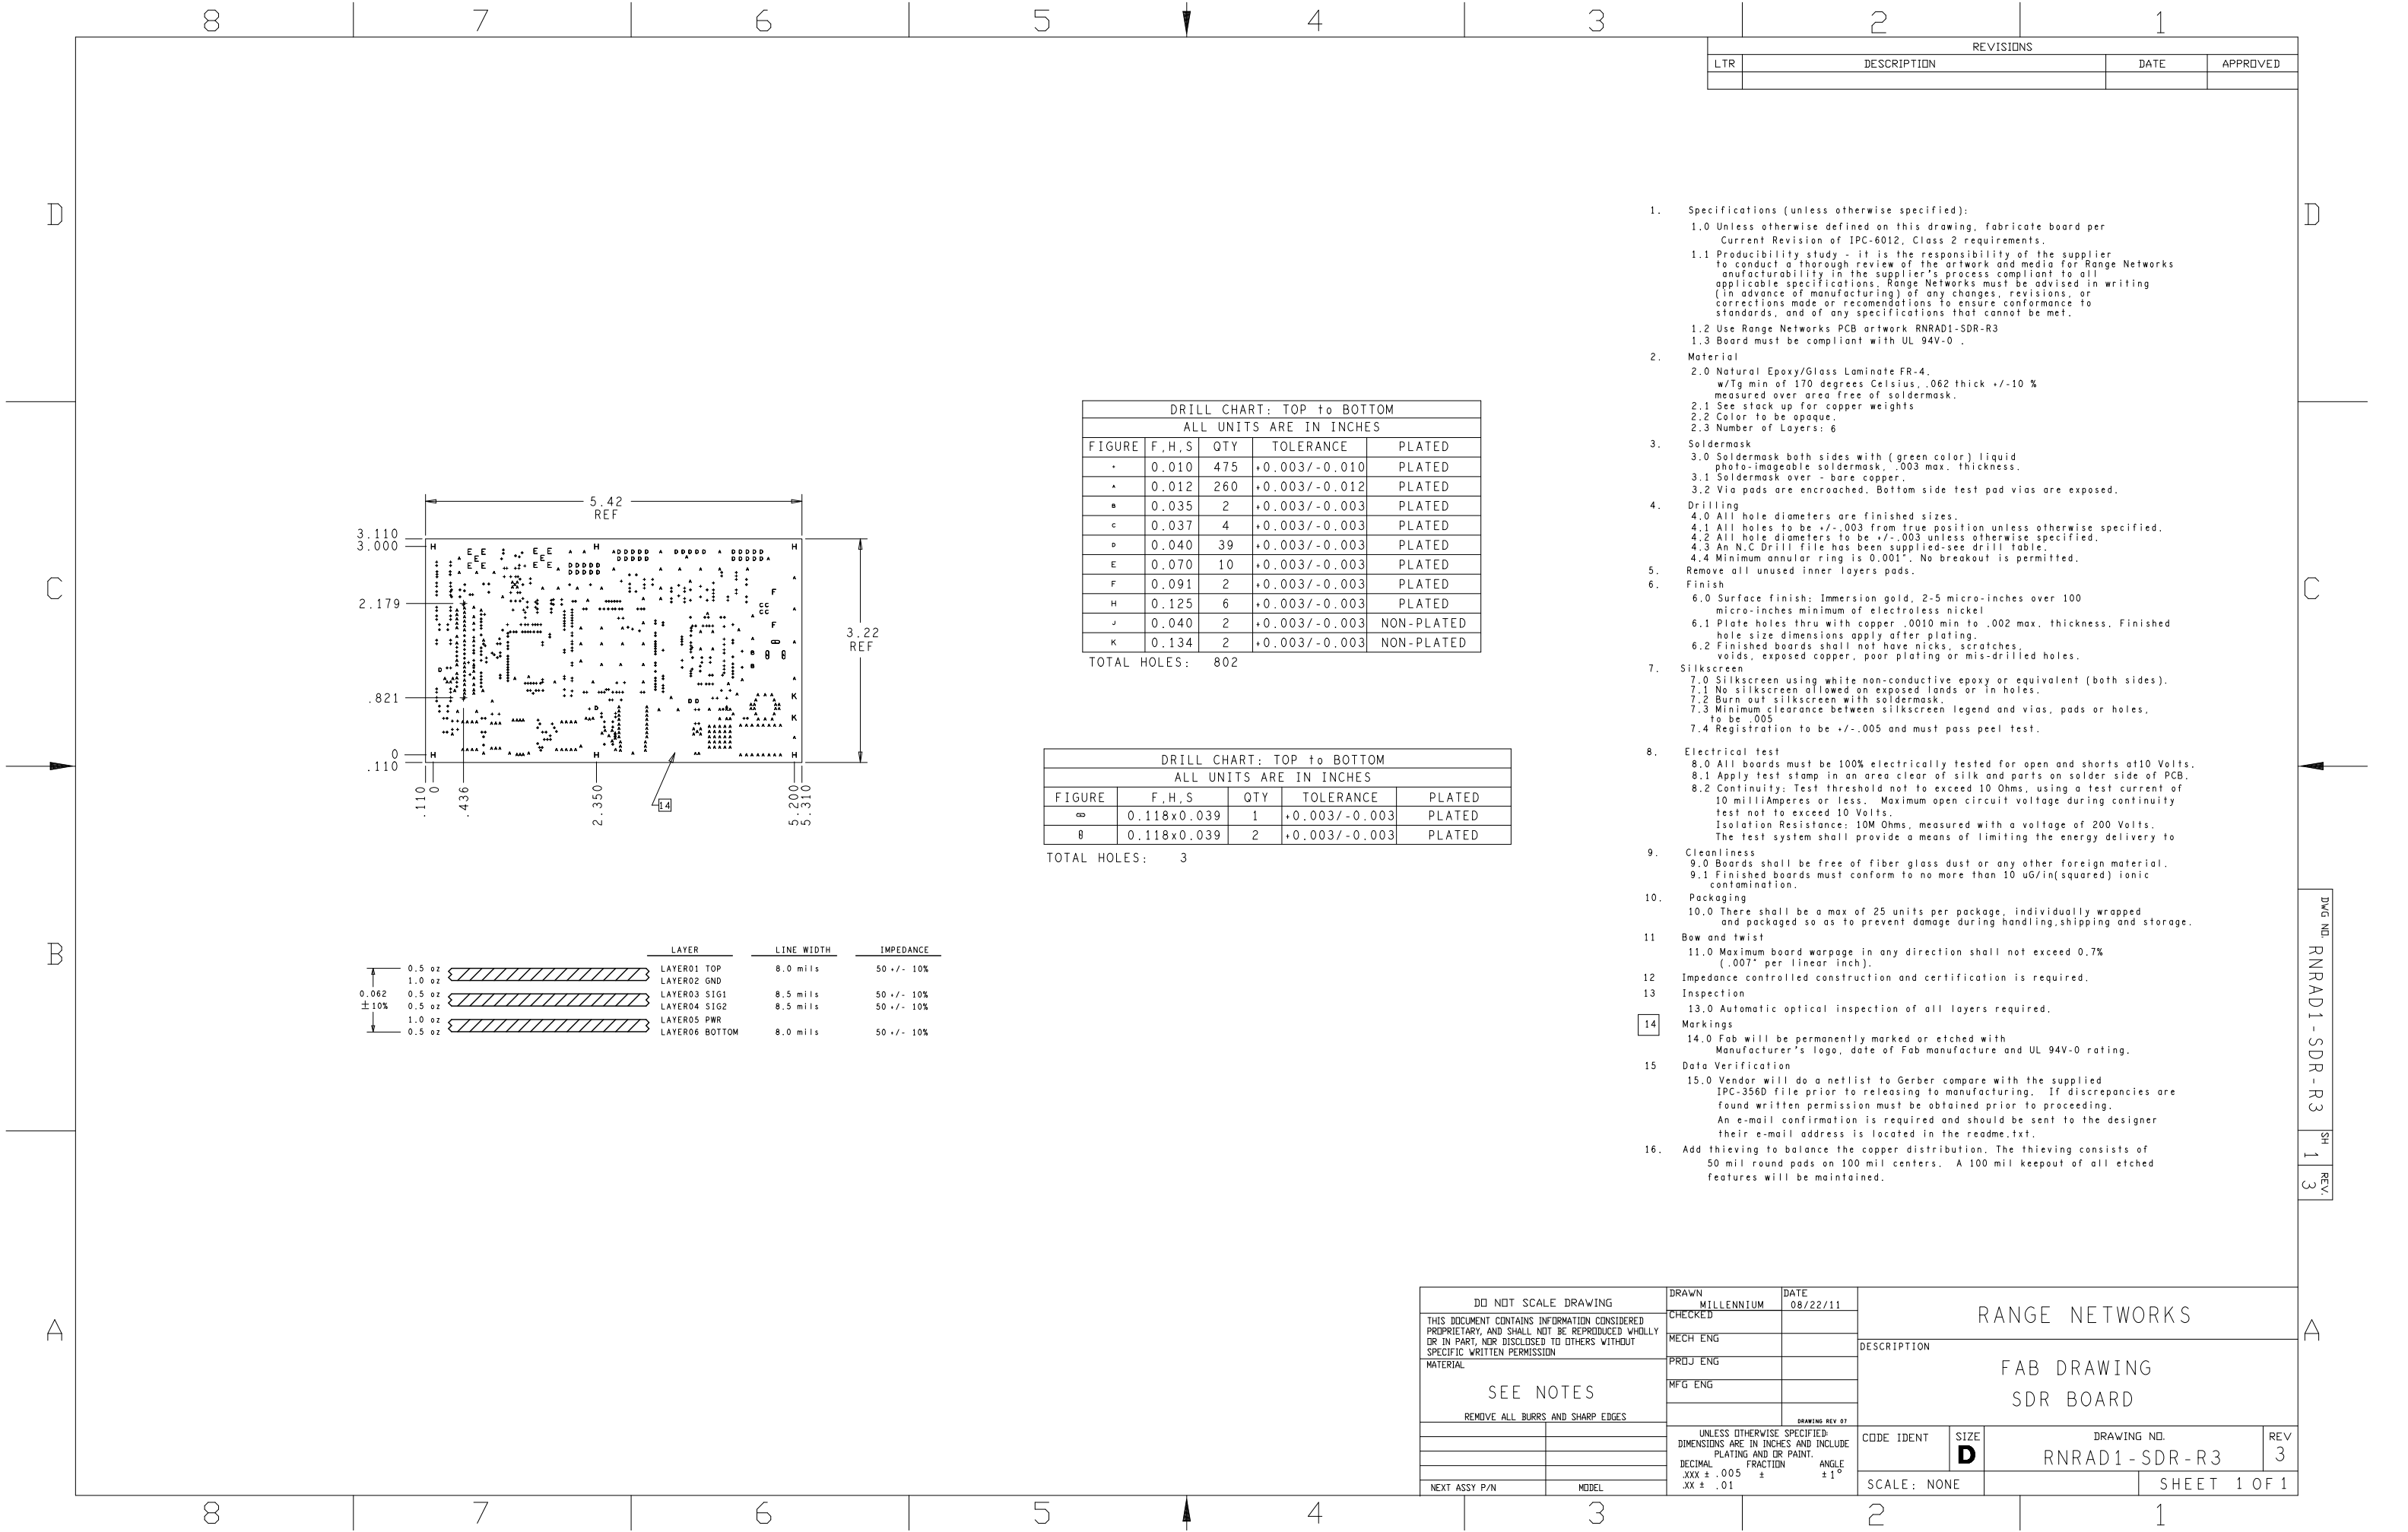 8 7 6 5 4 3 2 1
REVISIONS
LTR DESCRIPTION DATE APPROVED
D D
C C
B
A A
5.42
REF
3.110
3.000
2.179
.821
0
.110
3.22
REF
.110
0
.436
2.350
5.200
5.310
14
DRILL CHART: TOP to BOTTOM
ALL UNITS ARE IN INCHES
FIGURE F,H,S QTY TOLERANCE PLATED
0.010 475 +0.003/-0.010 PLATED
A 0.012 260 +0.003/-0.012 PLATED
B 0.035 2 +0.003/-0.003 PLATED
C 0.037 4 +0.003/-0.003 PLATED
D 0.040 39 +0.003/-0.003 PLATED
E 0.070 10 +0.003/-0.003 PLATED
F 0.091 2 +0.003/-0.003 PLATED
H 0.125 6 +0.003/-0.003 PLATED
J 0.040 2 +0.003/-0.003 NON-PLATED
K 0.134 2 +0.003/-0.003 NON-PLATED
TOTAL HOLES: 802
DRILL CHART: TOP to BOTTOM
ALL UNITS ARE IN INCHES
FIGURE F,H,S QTY TOLERANCE PLATED
0.118x0.039 1 +0.003/-0.003 PLATED
0.118x0.039 2 +0.003/-0.003 PLATED
TOTAL HOLES: 3
LAYER LINE WIDTH IMPEDANCE
0.5 oz LAYER01 TOP 8.0 mils 50 +/- 10%
1.0 oz LAYER02 GND
0.062
±10%
0.5 oz LAYER03 SIG1 8.5 mils 50 +/- 10%
0.5 oz LAYER04 SIG2 8.5 mils 50 +/- 10%
1.0 oz LAYER05 PWR
0.5 oz LAYER06 BOTTOM 8.0 mils 50 +/- 10%
1. Specifications (unless otherwise specified):
1.0 Unless otherwise defined on this drawing, fabricate board per
Current Revision of IPC-6012, Class 2 requirements.
1.1 Producibility study - it is the responsibility of the supplier
to conduct a thorough review of the artwork and media for Range Networks
anufacturability in the supplier's process compliant to all
applicable specifications. Range Networks must be advised in writing
(in advance of manufacturing) of any changes, revisions, or
corrections made or recomendations to ensure conformance to
standards, and of any specifications that cannot be met.
1.2 Use Range Networks PCB artwork RNRAD1-SDR-R3
1.3 Board must be compliant with UL 94V-0 .
2. Material
2.0 Natural Epoxy/Glass Laminate FR-4,
w/Tg min of 170 degrees Celsius, .062 thick +/-10 %
measured over area free of soldermask.
2.1 See stack up for copper weights
2.2 Color to be opaque.
2.3 Number of Layers: 6
3. Soldermask
3.0 Soldermask both sides with (green color) liquid
photo-imageable soldermask, .003 max. thickness.
3.1 Soldermask over - bare copper.
3.2 Via pads are encroached. Bottom side test pad vias are exposed.
4. Drilling
4.0 All hole diameters are finished sizes.
4.1 All holes to be +/-.003 from true position unless otherwise specified.
4.2 All hole diameters to be +/-.003 unless otherwise specified.
4.3 An N.C Drill file has been supplied-see drill table.
4.4 Minimum annular ring is 0.001". No breakout is permitted.
5. Remove all unused inner layers pads.
6. Finish
6.0 Surface finish: Immersion gold, 2-5 micro-inches over 100
micro-inches minimum of electroless nickel
6.1 Plate holes thru with copper .0010 min to .002 max. thickness. Finished
hole size dimensions apply after plating.
6.2 Finished boards shall not have nicks, scratches,
voids, exposed copper, poor plating or mis-drilled holes.
7. Silkscreen
7.0 Silkscreen using white non-conductive epoxy or equivalent (both sides).
7.1 No silkscreen allowed on exposed lands or in holes.
7.2 Burn out silkscreen with soldermask.
7.3 Minimum clearance between silkscreen legend and vias, pads or holes,
to be .005
7.4 Registration to be +/-.005 and must pass peel test.
8. Electrical test
8.0 All boards must be 100% electrically tested for open and shorts at10 Volts.
8.1 Apply test stamp in an area clear of silk and parts on solder side of PCB.
8.2 Continuity: Test threshold not to exceed 10 Ohms, using a test current of
10 milliAmperes or less. Maximum open circuit voltage during continuity
test not to exceed 10 Volts.
Isolation Resistance: 10M Ohms, measured with a voltage of 200 Volts.
The test system shall provide a means of limiting the energy delivery to
9. Cleanliness
9.0 Boards shall be free of fiber glass dust or any other foreign material.
9.1 Finished boards must conform to no more than 10 uG/in(squared) ionic
contamination.
10. Packaging
10.0 There shall be a max of 25 units per package, individually wrapped
and packaged so as to prevent damage during handling,shipping and storage.
11 Bow and twist
11.0 Maximum board warpage in any direction shall not exceed 0.7%
(.007" per linear inch).
12 Impedance controlled construction and certification is required.
13 Inspection
13.0 Automatic optical inspection of all layers required.
14 Markings
14.0 Fab will be permanently marked or etched with
Manufacturer's logo, date of Fab manufacture and UL 94V-0 rating.
15 Data Verification
15.0 Vendor will do a netlist to Gerber compare with the supplied
IPC-356D file prior to releasing to manufacturing. If discrepancies are
found written permission must be obtained prior to proceeding.
An e-mail confirmation is required and should be sent to the designer
their e-mail address is located in the readme.txt.
16. Add thieving to balance the copper distribution. The thieving consists of
50 mil round pads on 100 mil centers. A 100 mil keepout of all etched
features will be maintained.
DWG NO. RNRAD1-SDR-R3 SH 1 REV. 3
DO NOT SCALE DRAWING
THIS DOCUMENT CONTAINS INFORMATION CONSIDERED
PROPRIETARY, AND SHALL NOT BE REPRODUCED WHOLLY
OR IN PART, NOR DISCLOSED TO OTHERS WITHOUT
SPECIFIC WRITTEN PERMISSION
MATERIAL
SEE NOTES
REMOVE ALL BURRS AND SHARP EDGES
NEXT ASSY P/N MODEL
DRAWN MILLENNIUM DATE 08/22/11
CHECKED
MECH ENG
PROJ ENG
MFG ENG
DRAWING REV 07
UNLESS OTHERWISE SPECIFIED:
DIMENSIONS ARE IN INCHES AND INCLUDE
PLATING AND OR PAINT.
DECIMAL FRACTION ANGLE
.XXX ± .005 ± ±1°
.XX ± .01
RANGE NETWORKS
DESCRIPTION
FAB DRAWING
SDR BOARD
CODE IDENT SIZE D DRAWING NO. RNRAD1-SDR-R3 REV 3
SCALE: NONE SHEET 1 OF 1
8 7 6 5 4 3 2 1